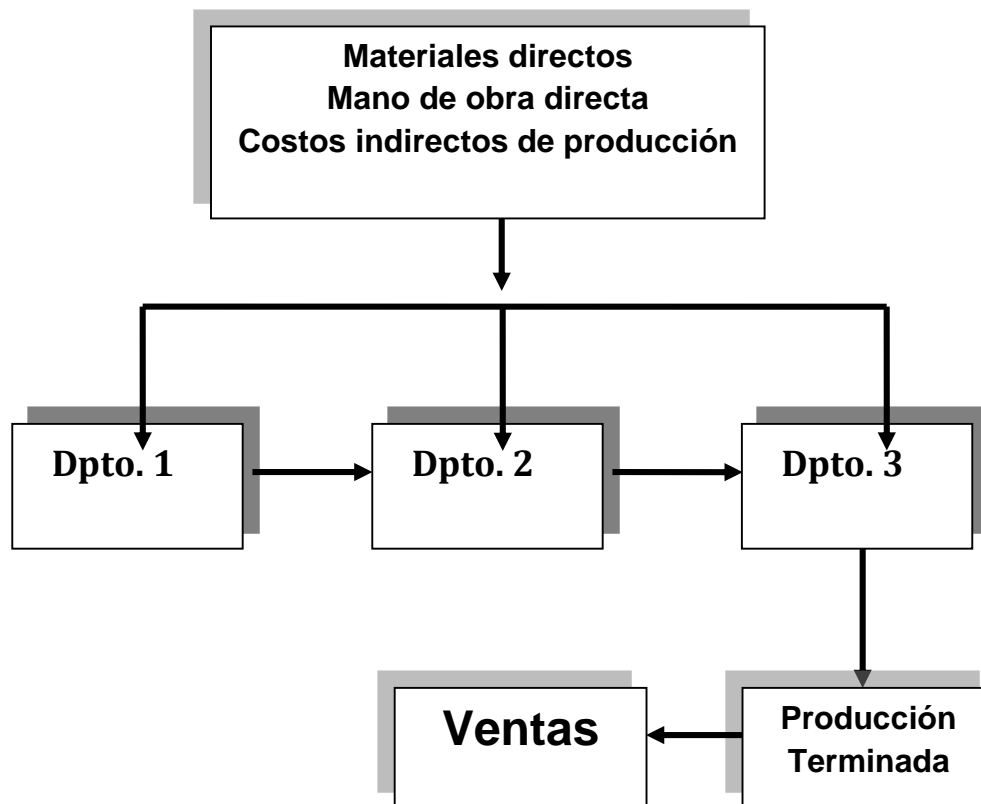 Materiales directos
Mano de obra directa
Costos indirectos de producción
Dpto. 1
Dpto. 2
Dpto. 3
Ventas
Producción
Terminada